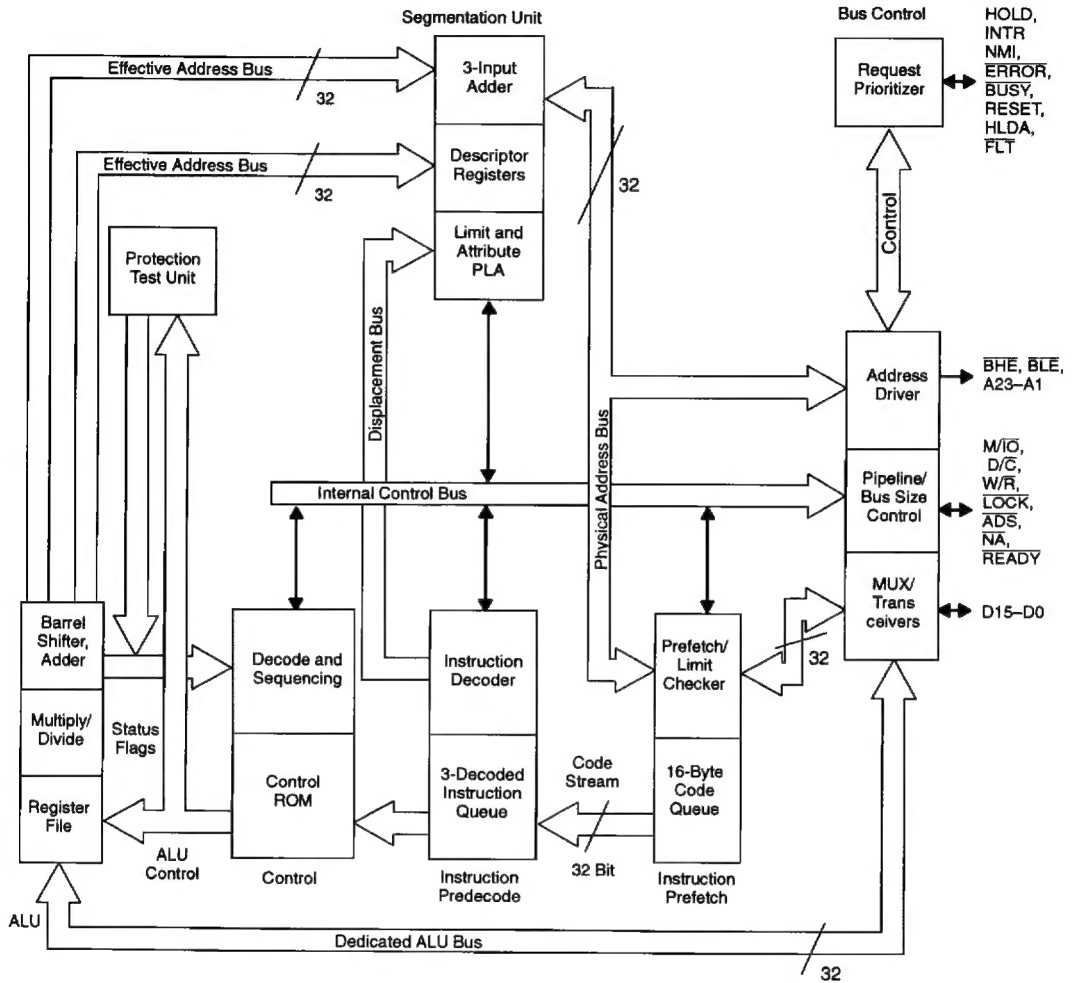 Segmentation Unit
Bus Control
HOLD,
INTR
NMI,
ERROR,
BUSY,
RESET,
HLDA,
FLT
Effective Address Bus
32
3-Input
Adder
Request
Prioritizer
Effective Address Bus
32
Descriptor
Registers
32
Limit and
Attribute
PLA
Protection
Test Unit
Control
Displacement Bus
Physical Address Bus
Address
Driver
BHE, BLE,
A23–A1
Internal Control Bus
Pipeline/
Bus Size
Control
M/IO,
D/C,
W/R,
LOCK,
ADS,
NA,
READY
MUX/
Trans
ceivers
D15–D0
32
Barrel
Shifter,
Adder
Decode and
Sequencing
Instruction
Decoder
Prefetch/
Limit
Checker
Multiply/
Divide
Status
Flags
Register
File
Control
ROM
3-Decoded
Instruction
Queue
Code
Stream
16-Byte
Code
Queue
ALU
Control
Control
Instruction
Predecode
32 Bit
Instruction
Prefetch
ALU
Dedicated ALU Bus
32